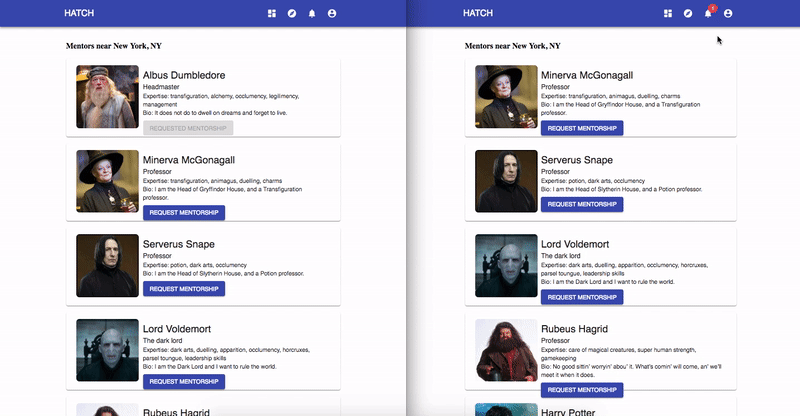 HATCH
Mentors near New York, NY
Albus Dumbledore
Headmaster
Expertise: transfiguration, alchemy, occlumency, legilimency,
management
Bio: It does not do to dwell on dreams and forget to live.
REQUESTED MENTORSHIP
Minerva McGonagall
Professor
Expertise: transfiguration, animagus, duelling, charms
Bio: I am the Head of Gryffindor House, and a Transfiguration
professor.
REQUEST MENTORSHIP
Serverus Snape
Professor
Expertise: potion, dark arts, occlumency
Bio: I am the Head of Slytherin House, and a Potion professor.
REQUEST MENTORSHIP
Lord Voldemort
The dark lord
Expertise: dark arts, duelling, apparition, occlumency, horcruxes,
parsel toungue, leadership skills
Bio: I am the Dark Lord and I want to rule the world.
REQUEST MENTORSHIP
Rubeus Hagrid
HATCH
1
Mentors near New York, NY
Minerva McGonagall
Professor
Expertise: transfiguration, animagus, duelling, charms
Bio: I am the Head of Gryffindor House, and a Transfiguration
professor.
REQUEST MENTORSHIP
Serverus Snape
Professor
Expertise: potion, dark arts, occlumency
Bio: I am the Head of Slytherin House, and a Potion professor.
REQUEST MENTORSHIP
Lord Voldemort
The dark lord
Expertise: dark arts, duelling, apparition, occlumency, horcruxes,
parsel toungue, leadership skills
Bio: I am the Dark Lord and I want to rule the world.
REQUEST MENTORSHIP
Rubeus Hagrid
Professor
Expertise: care of magical creatures, super human strength,
gamekeeping
Bio: No good sittin' worryin' abou' it. What's comin' will come, an' we'll
meet it when it does.
REQUEST MENTORSHIP
Harry Potter